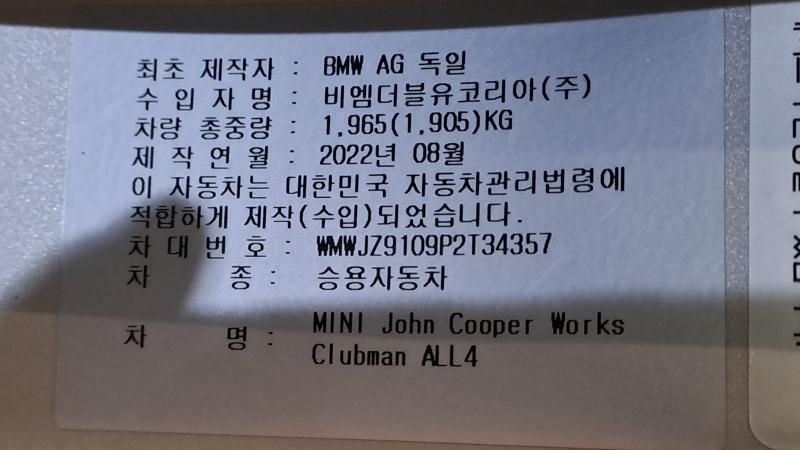 최초 제작자 : BMW AG 독일
수 입 자 명 : 비엠더블유코리아(주)
차량 총중량 : 1,965(1,905)KG
제 작 연 월 : 2022년 08월
이 자동차는 대한민국 자동차관리법령에
적합하게 제작(수입)되었습니다.
차 대 번 호 : WMWJZ9109P2T34357
차 종 : 승용자동차
차 명 : MINI John Cooper Works
Clubman ALL4